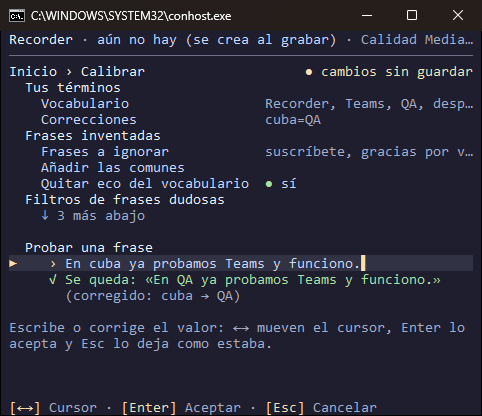 C:\WINDOWS\SYSTEM32\conhost.exe
Recorder · aún no hay (se crea al grabar) · Calidad Media…
Inicio › Calibrar ● cambios sin guardar
Tus términos
Vocabulario Recorder, Teams, QA, desp…
Correcciones cuba=QA
Frases inventadas
Frases a ignorar suscríbete, gracias por v…
Añadir las comunes
Quitar eco del vocabulario ● sí
Filtros de frases dudosas
↓ 3 más abajo
Probar una frase
► › En cuba ya probamos Teams y funciono.
√ Se queda: «En QA ya probamos Teams y funciono.»
(corregido: cuba → QA)
Escribe o corrige el valor: ↔ mueven el cursor, Enter lo
acepta y Esc lo deja como estaba.
[↔] Cursor · [Enter] Aceptar · [Esc] Cancelar